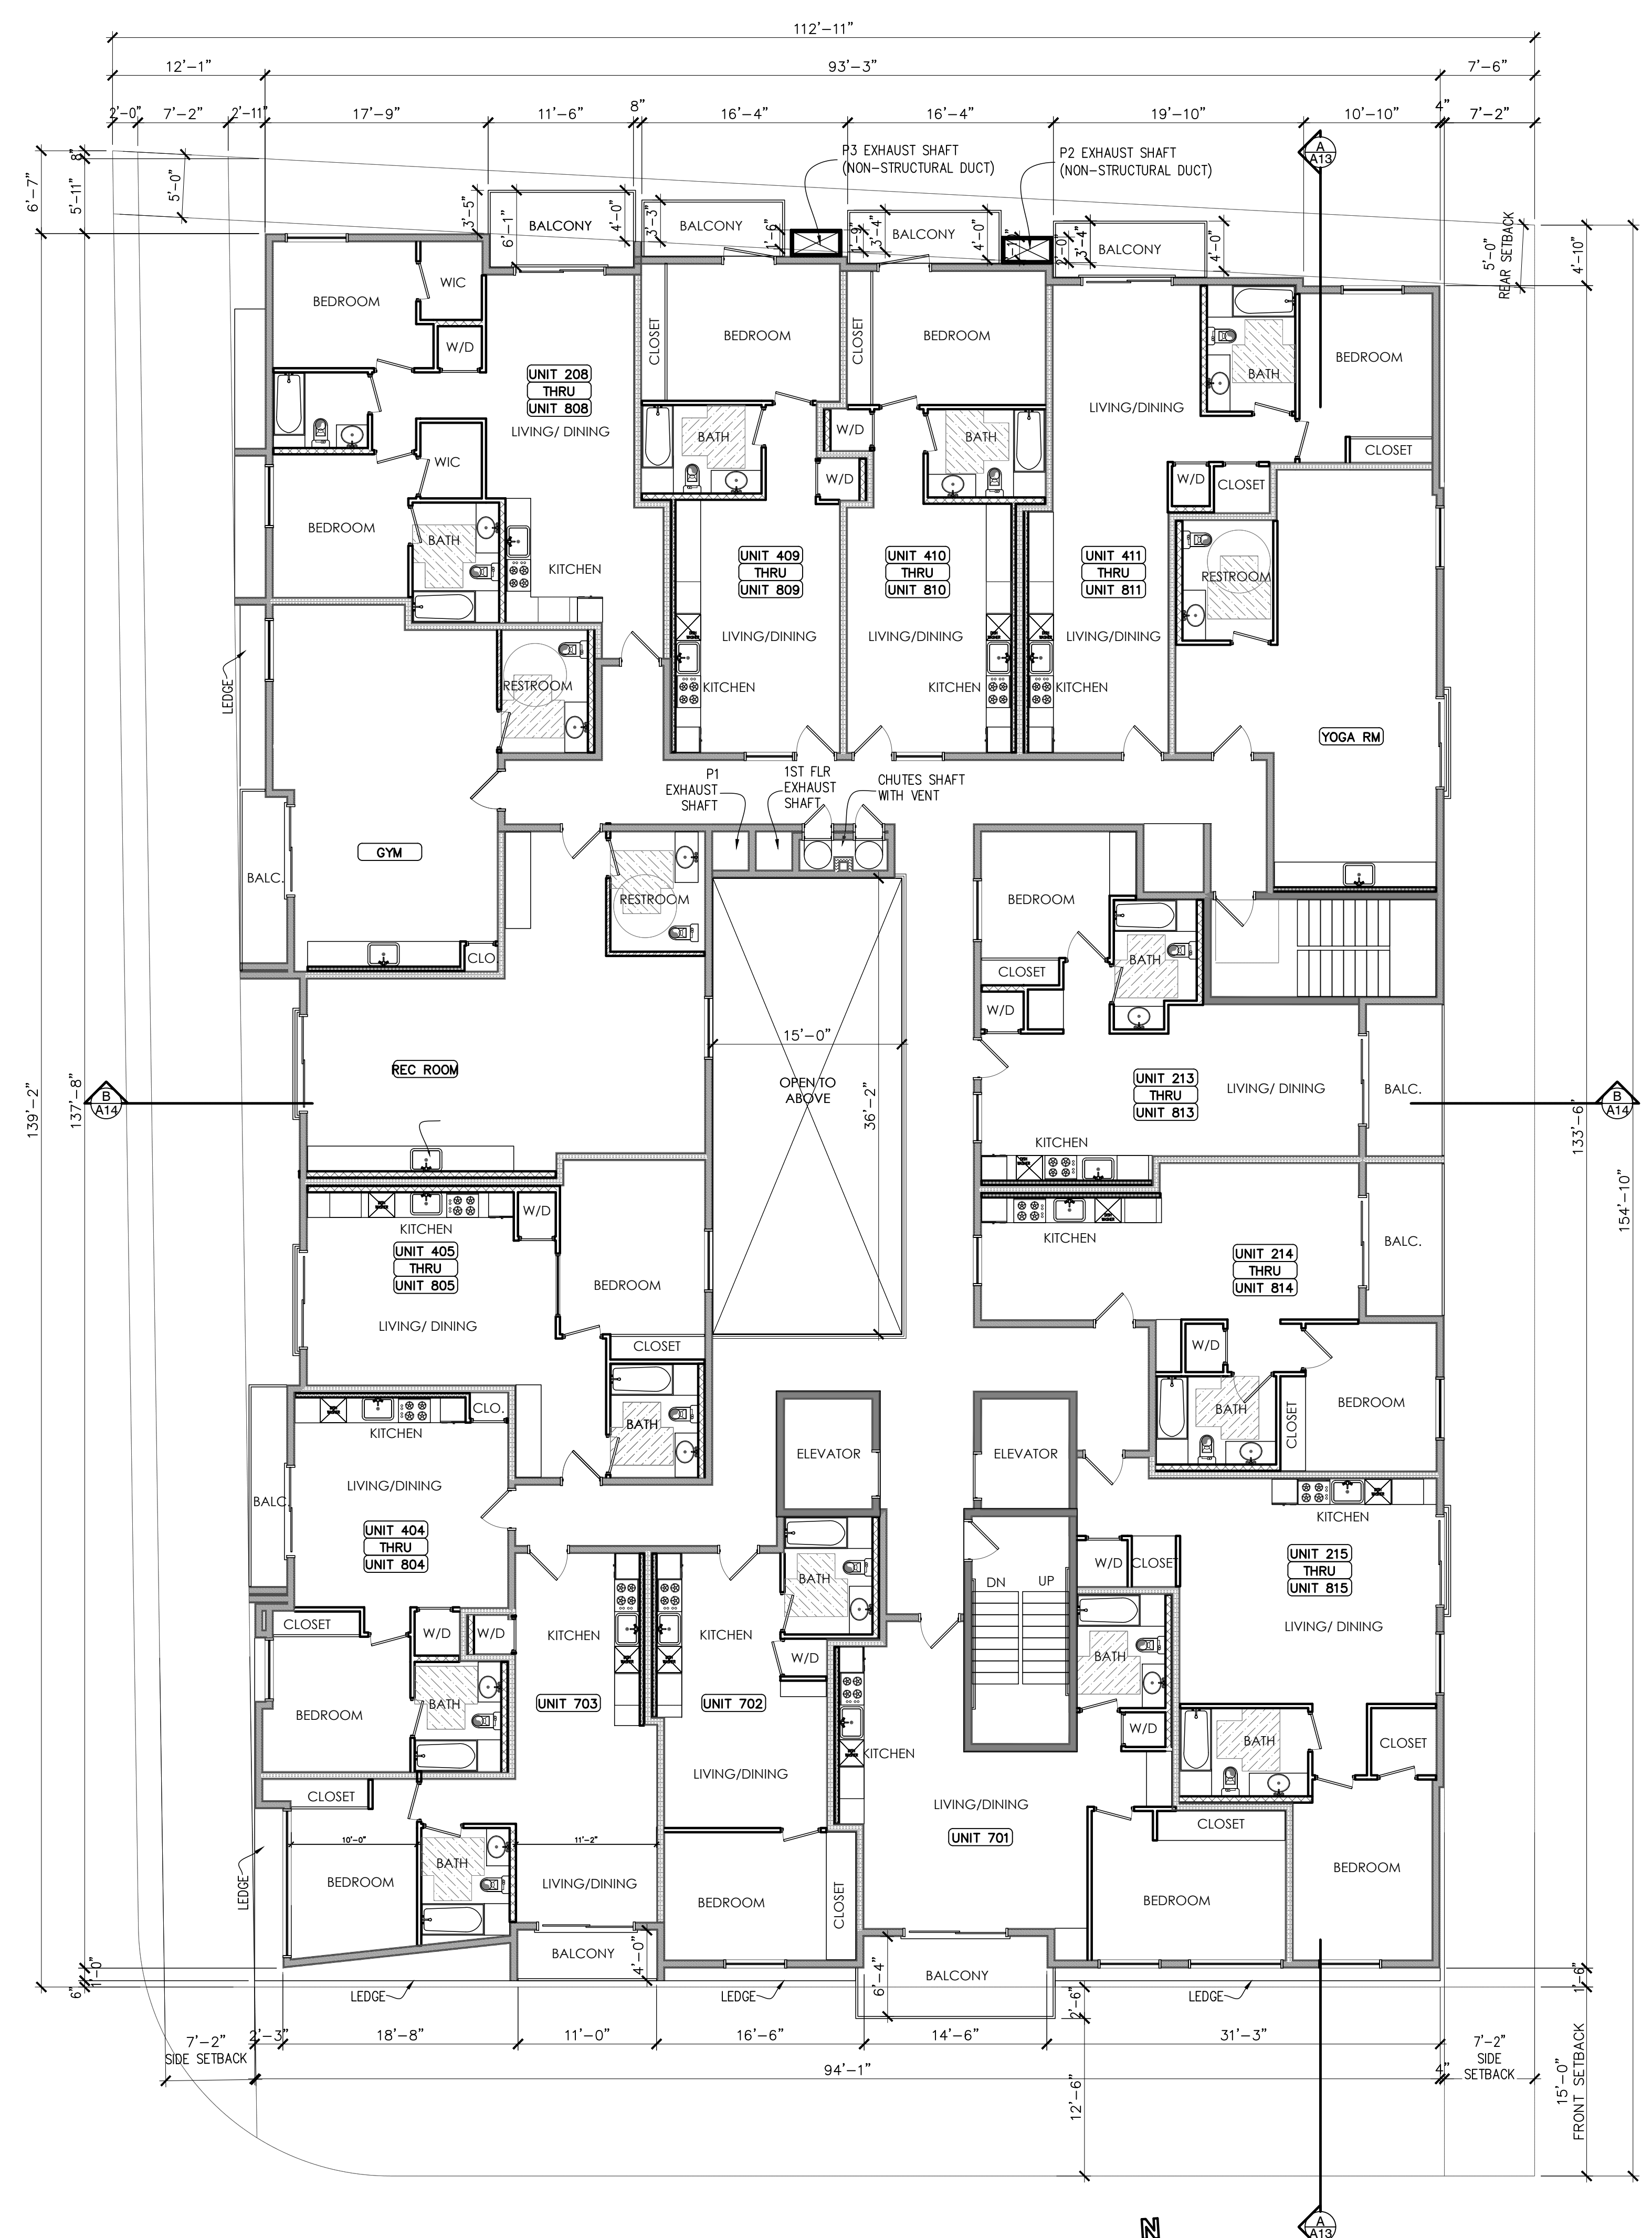 112'-11"
12'-1"
93'-3"
7'-6"
2'-0"
7'-2"
2'-11"
17'-9"
11'-6"
8"
16'-4"
16'-4"
19'-10"
10'-10"
4"
7'-2"
A
A13
P3 EXHAUST SHAFT
(NON-STRUCTURAL DUCT)
P2 EXHAUST SHAFT
(NON-STRUCTURAL DUCT)
6'-7"
8"
5'-11"
5'-0"
3'-5"
6'-1"
BALCONY
4'-0"
3'-3"
BALCONY
3'-4"
BALCONY
4'-0"
2'-0"
3'-4"
BALCONY
4'-0"
5'-0"
REAR SETBACK
4'-10"
BEDROOM
WIC
W/D
UNIT 208
THRU
UNIT 808
LIVING/ DINING
WIC
BEDROOM
BATH
KITCHEN
CLOSET
BEDROOM
BATH
W/D
UNIT 409
THRU
UNIT 809
LIVING/DINING
KITCHEN
CLOSET
BEDROOM
W/D
BATH
UNIT 410
THRU
UNIT 810
LIVING/DINING
KITCHEN
LIVING/DINING
BATH
BEDROOM
CLOSET
W/D
CLOSET
UNIT 411
THRU
UNIT 811
LIVING/DINING
KITCHEN
RESTROOM
YOGA RM
LEDGE
RESTROOM
GYM
BALC.
CLO
P1
EXHAUST
SHAFT
1ST FLR
EXHAUST
SHAFT
CHUTES SHAFT
WITH VENT
RESTROOM
REC ROOM
15'-0"
OPEN TO
ABOVE
36'-2"
BEDROOM
CLOSET
W/D
BATH
UNIT 213
THRU
UNIT 813
LIVING/ DINING
BALC.
KITCHEN
B
A14
B
A14
139'-2"
137'-8"
133'-6"
154'-10"
KITCHEN
W/D
UNIT 405
THRU
UNIT 805
LIVING/ DINING
BEDROOM
CLOSET
BATH
KITCHEN
UNIT 214
THRU
UNIT 814
BALC.
W/D
BATH
CLOSET
BEDROOM
CLO.
KITCHEN
LIVING/DINING
BALC.
UNIT 404
THRU
UNIT 804
CLOSET
W/D
BEDROOM
BATH
ELEVATOR
ELEVATOR
DN
UP
W/D
CLOSET
KITCHEN
UNIT 215
THRU
UNIT 815
LIVING/ DINING
BATH
CLOSET
BEDROOM
W/D
KITCHEN
UNIT 703
CLOSET
10'-0"
11'-2"
BEDROOM
BATH
LIVING/DINING
BALCONY
4'-0"
LEDGE
BATH
KITCHEN
W/D
UNIT 702
LIVING/DINING
BEDROOM
CLOSET
BATH
W/D
KITCHEN
LIVING/DINING
UNIT 701
CLOSET
BEDROOM
6'-4"
BALCONY
2'-6"
1'-0"
6"
1'-6"
LEDGE
LEDGE
LEDGE
7'-2"
SIDE SETBACK
2'-3"
18'-8"
11'-0"
16'-6"
14'-6"
31'-3"
7'-2"
SIDE
SETBACK
94'-1"
4"
12'-6"
15'-0"
FRONT SETBACK
A
A13
N